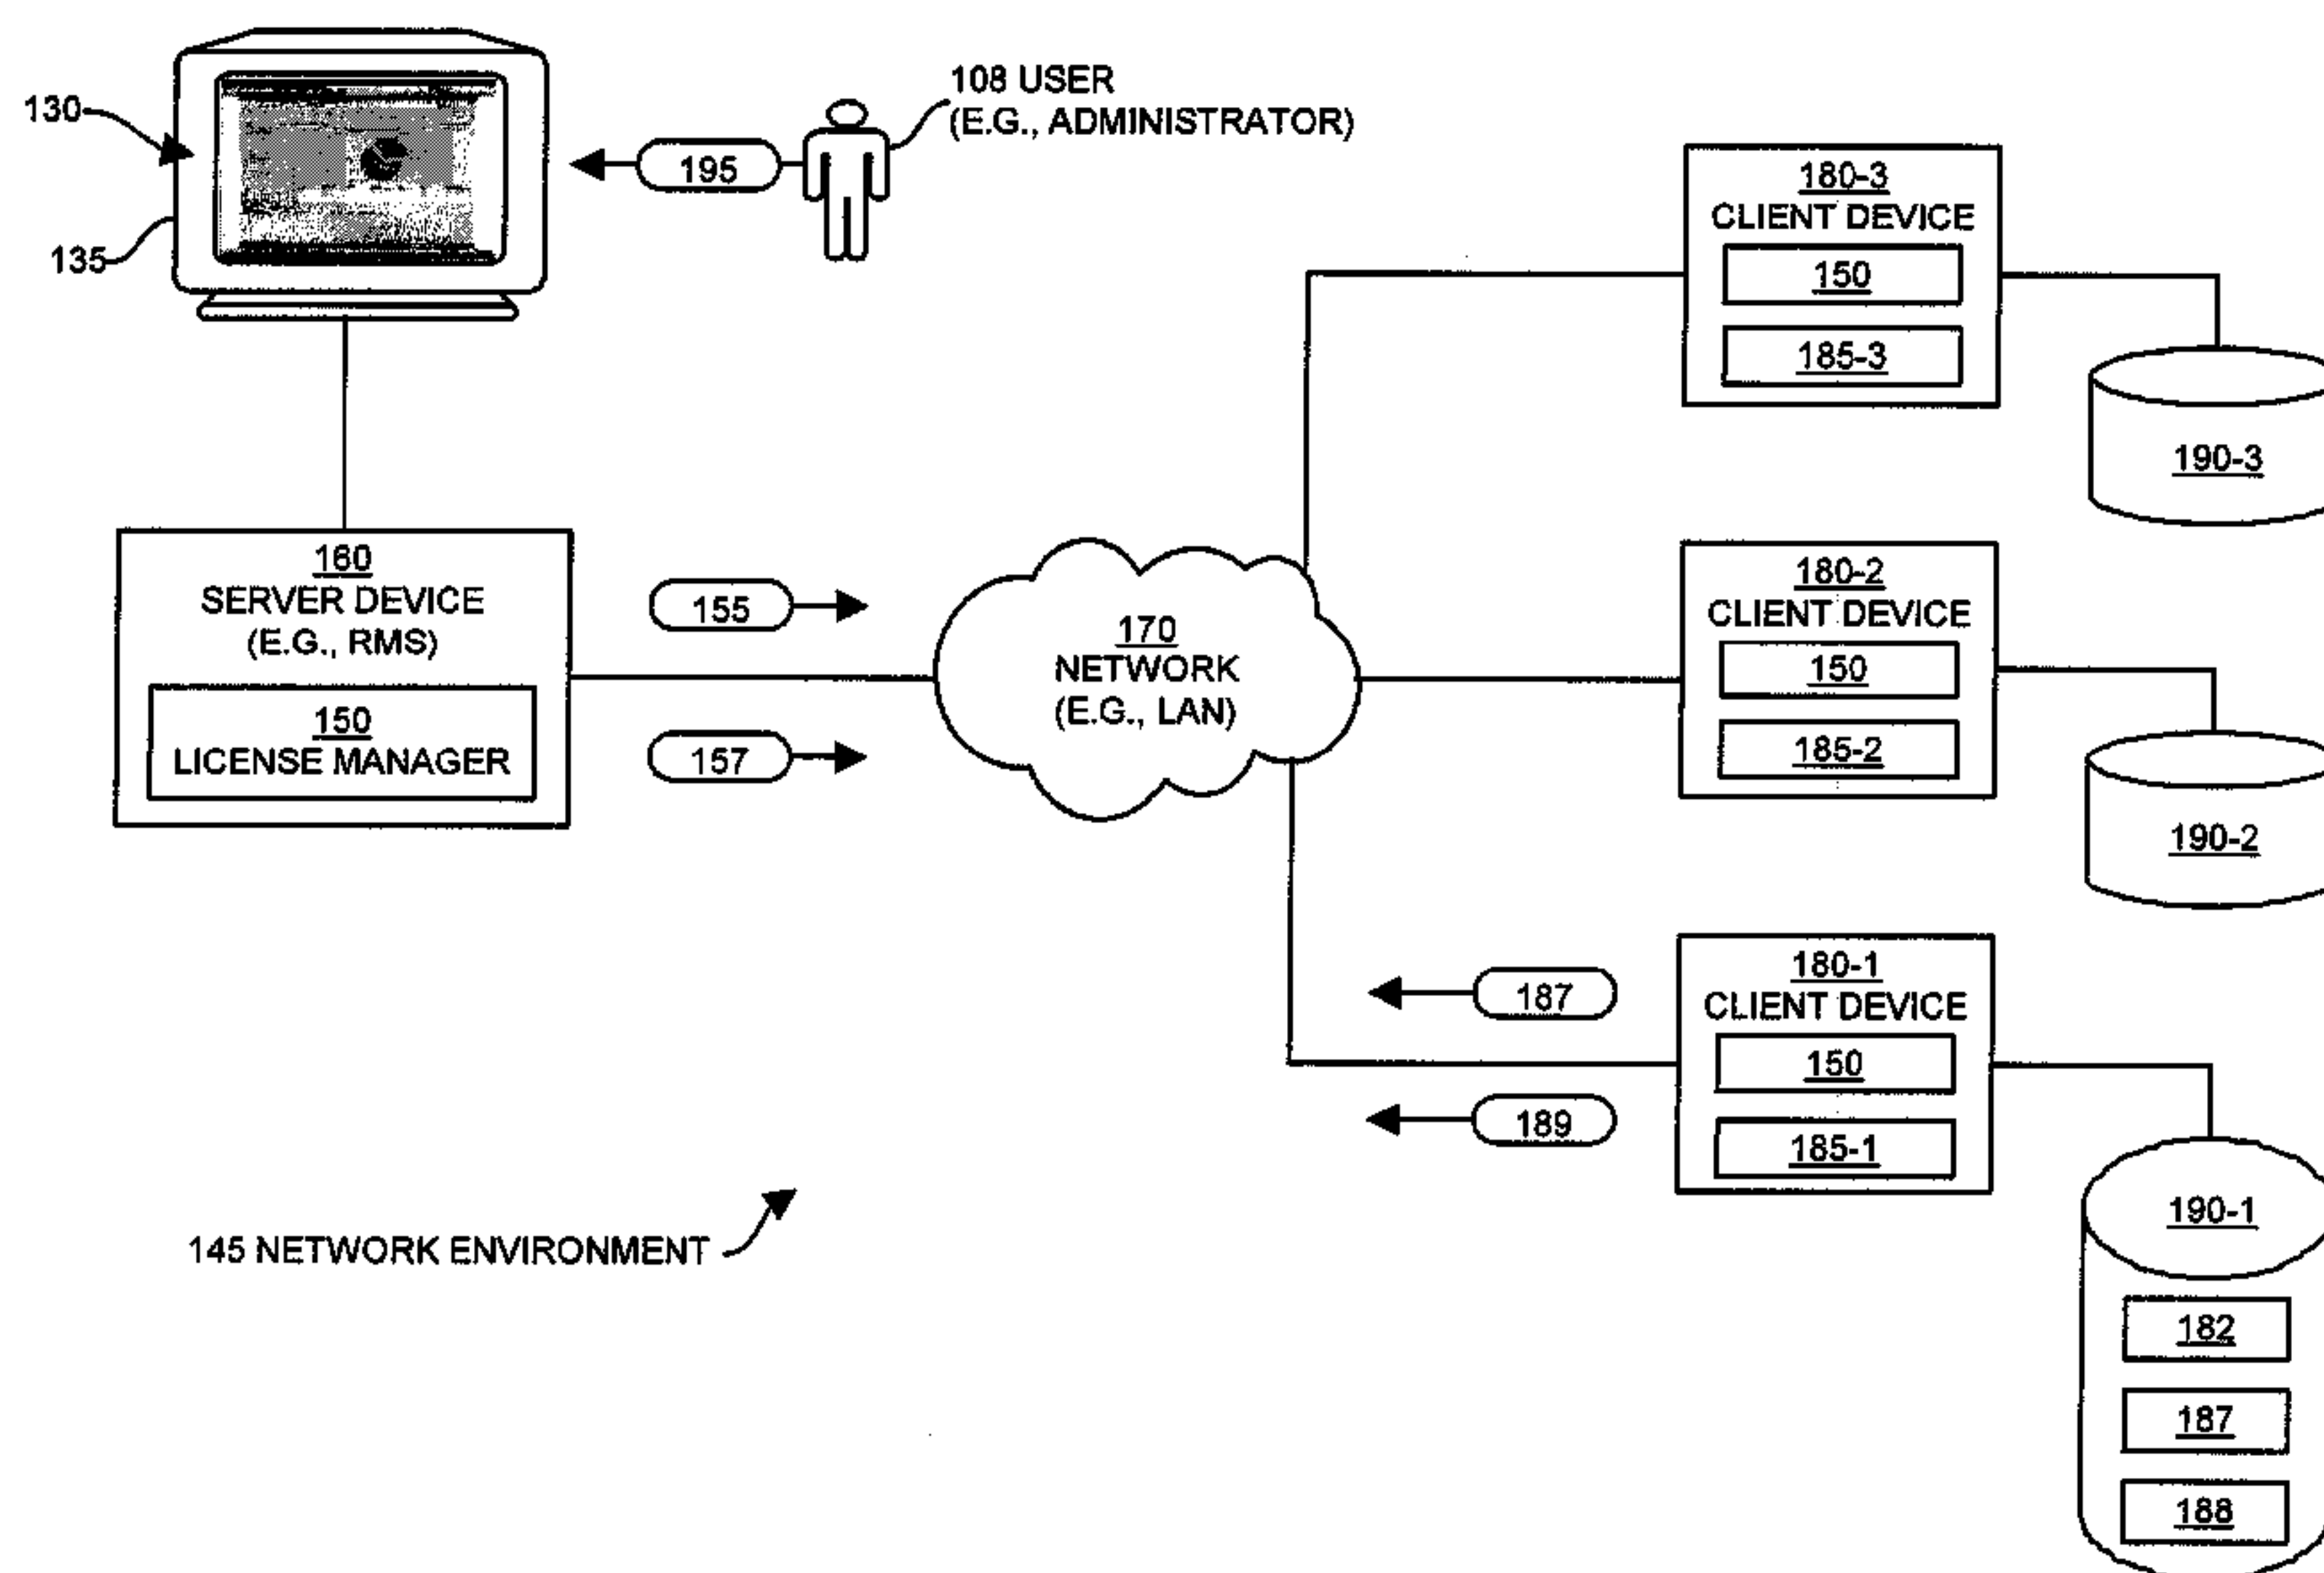 130
135
195
108 USER
(E.G., ADMINISTRATOR)
160
SERVER DEVICE
(E.G., RMS)
150
LICENSE MANAGER
155
157
170
NETWORK
(E.G., LAN)
180-3
CLIENT DEVICE
150
185-3
190-3
180-2
CLIENT DEVICE
150
185-2
190-2
180-1
CLIENT DEVICE
150
185-1
187
189
190-1
182
187
188
145 NETWORK ENVIRONMENT